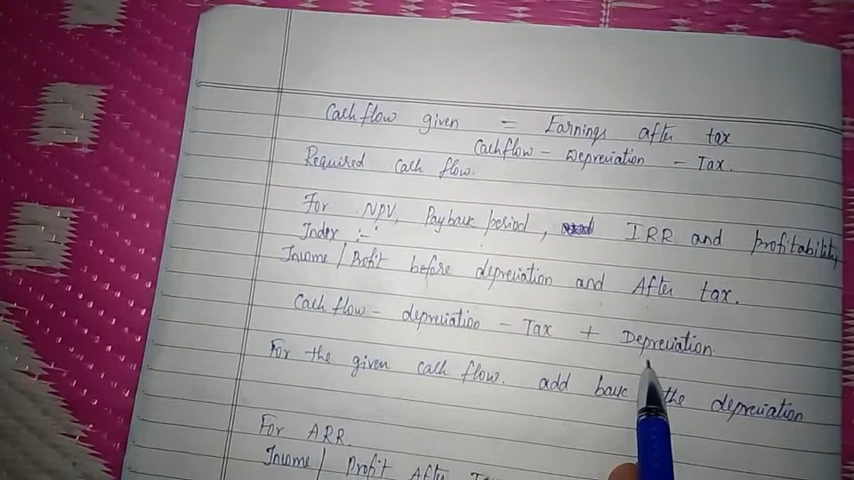 Cash flow given = Earnings after tax
Cashflow - Depreciation - Tax.
Required cash flow.
For NPV, Payback period, IRR and profitability
Index :-
Income / Profit before depreciation and After tax.
Cash flow - depreciation - Tax + Depreciation
For the given cash flow. add back the depreciation
For ARR.
Income / Profit After